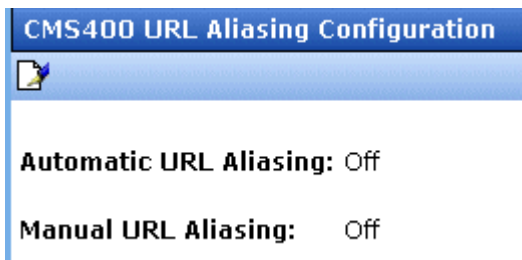 CMS400 URL Aliasing Configuration
Automatic URL Aliasing: Off
Manual URL Aliasing: Off